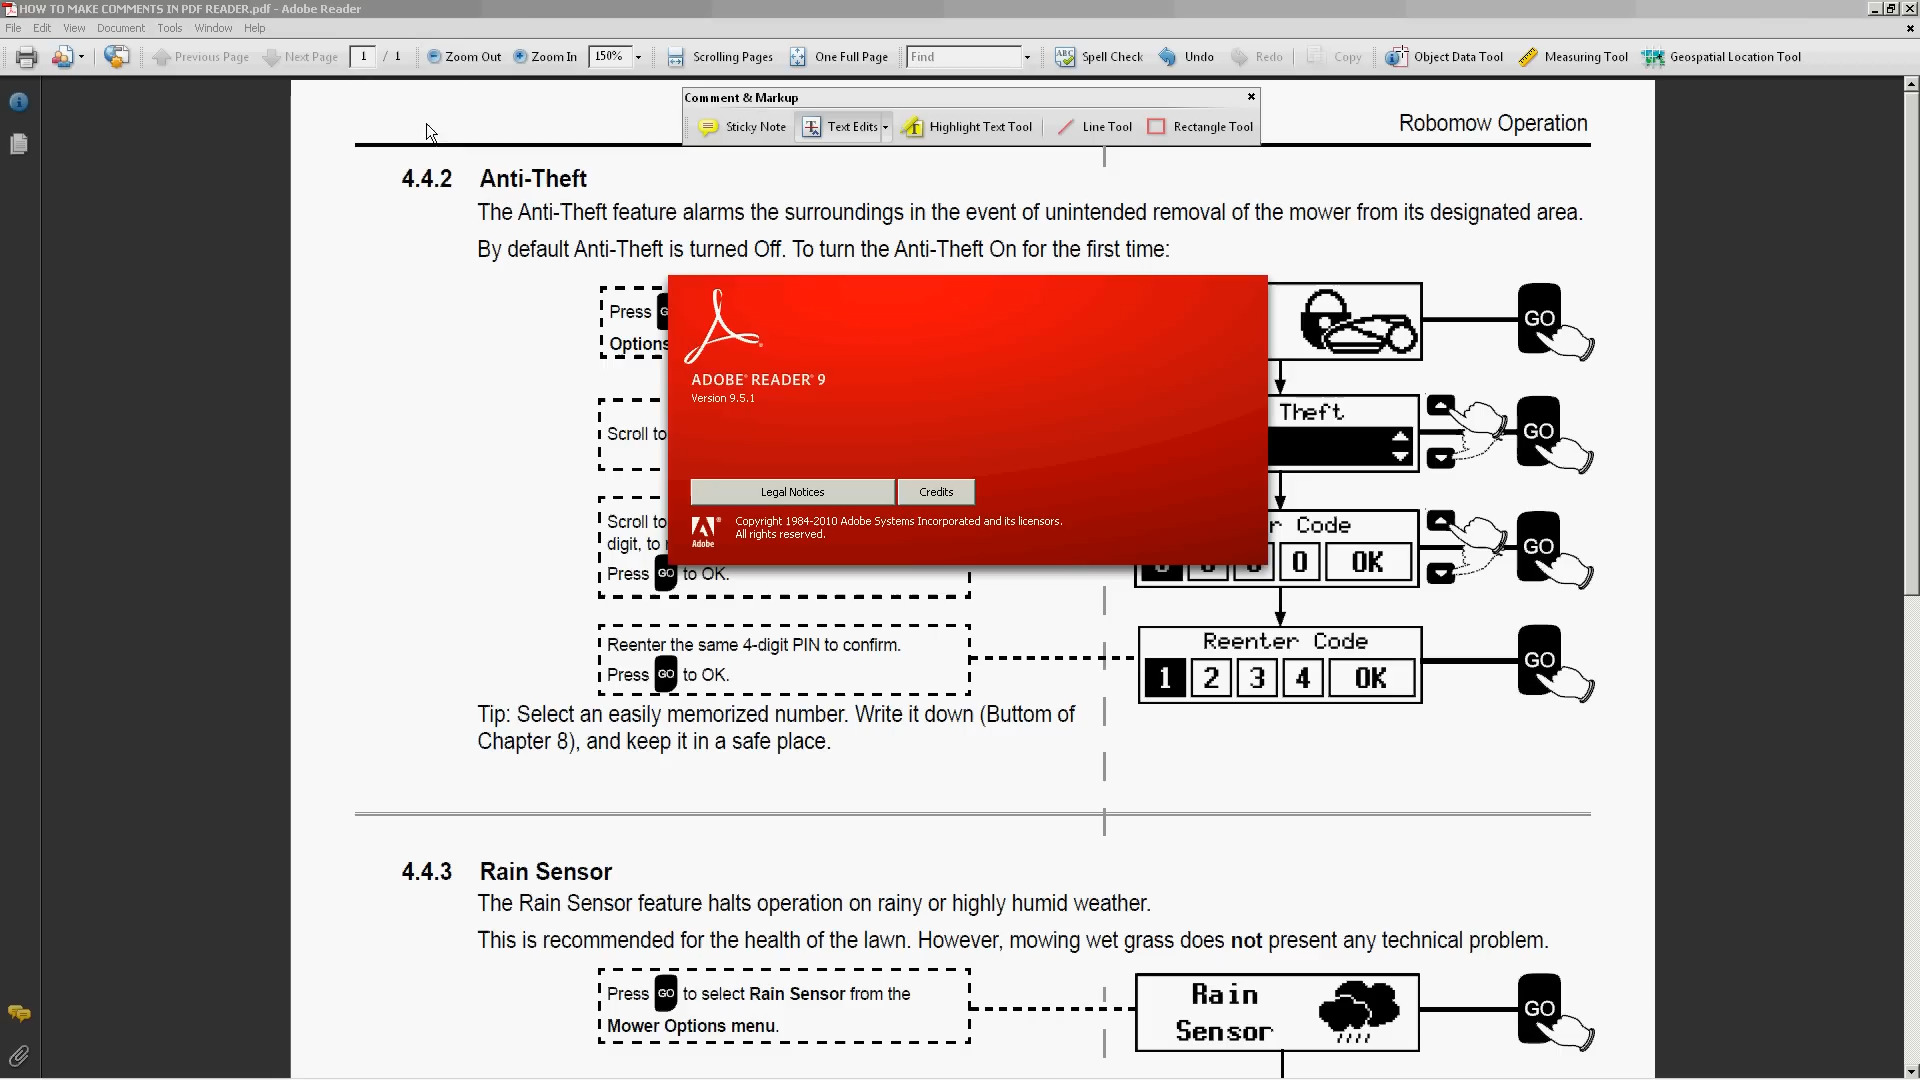 HOW TO MAKE COMMENTS IN PDF READER.pdf - Adobe Reader
File Edit View Document Tools Window Help
Previous Page Next Page 1 / 1 Zoom Out Zoom In 150% Scrolling Pages One Full Page Find ABC Spell Check Undo Redo Copy Object Data Tool Measuring Tool Geospatial Location Tool
Comment & Markup
Sticky Note Text Edits Highlight Text Tool Line Tool Rectangle Tool
Robomow Operation
4.4.2 Anti-Theft
The Anti-Theft feature alarms the surroundings in the event of unintended removal of the mower from its designated area.
By default Anti-Theft is turned Off. To turn the Anti-Theft On for the first time:
Press
Options
GO
ADOBE® READER® 9
Version 9.5.1
Scroll to
Theft
GO
Legal Notices Credits
Copyright 1984-2010 Adobe Systems Incorporated and its licensors.
All rights reserved.
Adobe
Scroll to
digit, to
Press GO to OK.
Code
0 OK
GO
Reenter the same 4-digit PIN to confirm.
Press GO to OK.
Reenter Code
1 2 3 4 OK
GO
Tip: Select an easily memorized number. Write it down (Buttom of
Chapter 8), and keep it in a safe place.
4.4.3 Rain Sensor
The Rain Sensor feature halts operation on rainy or highly humid weather.
This is recommended for the health of the lawn. However, mowing wet grass does not present any technical problem.
Press GO to select Rain Sensor from the
Mower Options menu.
Rain
Sensor
GO